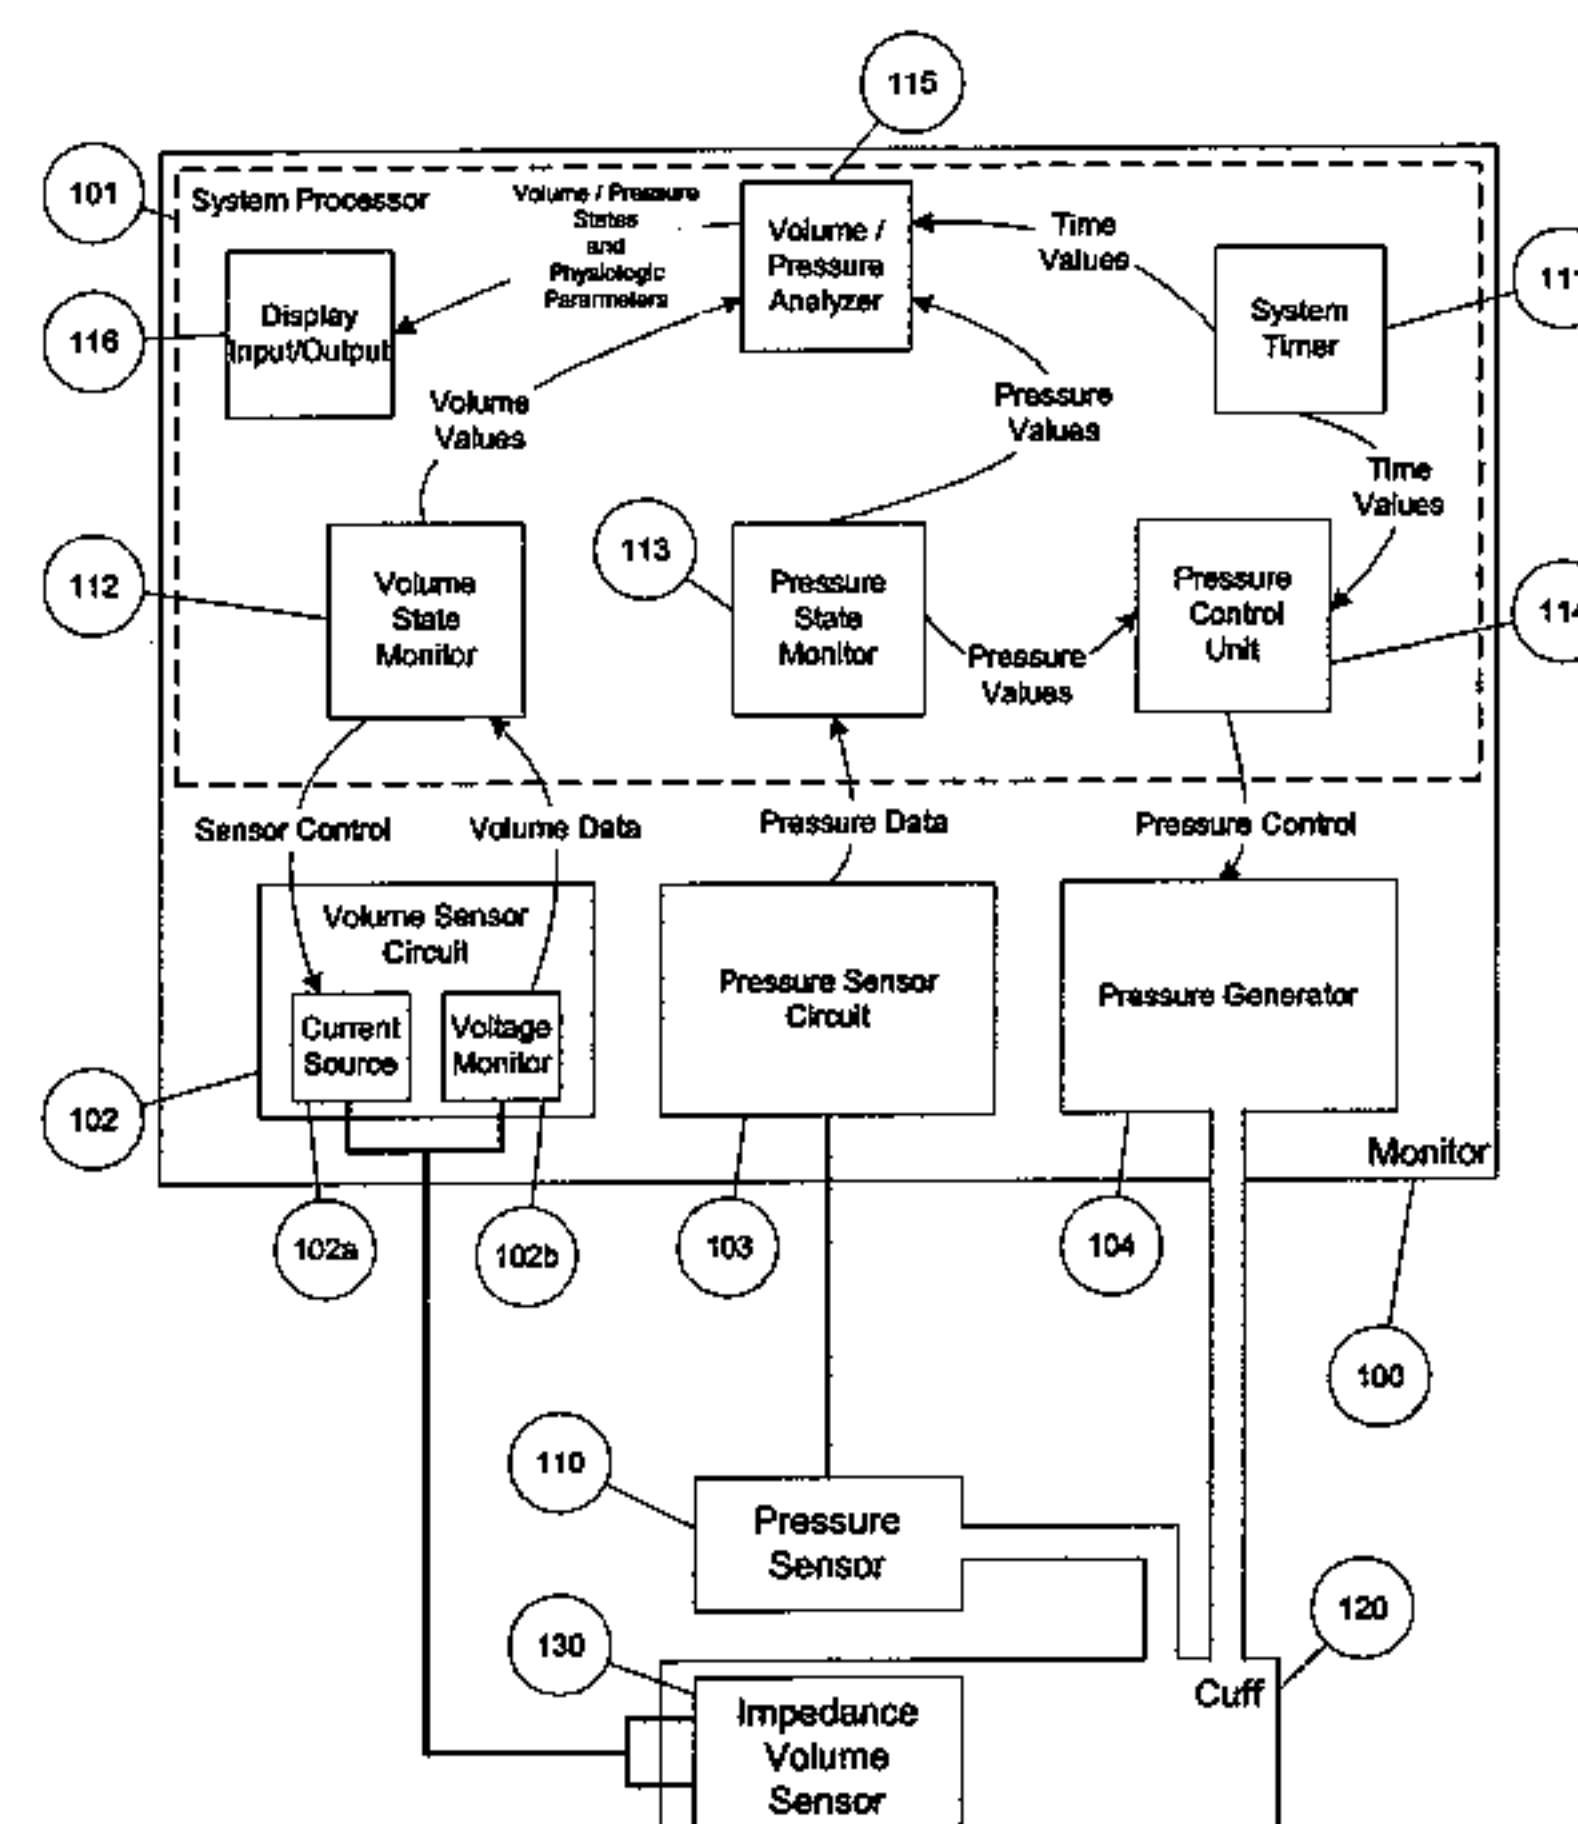 115
101
System Processor
Volume / Pressure
States
and
Physiologic
Pararmeters
Volume /
Pressure
Analyzer
Time
Values
System
Timer
111
Display
Input/Output
116
Volume
Values
Pressure
Values
Time
Values
112
Volume
State
Monitor
113
Pressure
State
Monitor
Pressure
Values
Pressure
Control
Unit
114
Sensor Control
Volume Data
Pressure Data
Pressure Control
Volume Sensor
Circuit
Current
Source
Voltage
Monitor
Pressure Sensor
Circuit
Pressure Generator
102
Monitor
102a
102b
103
104
100
110
Pressure
Sensor
120
130
Cuff
Impedance
Volume
Sensor